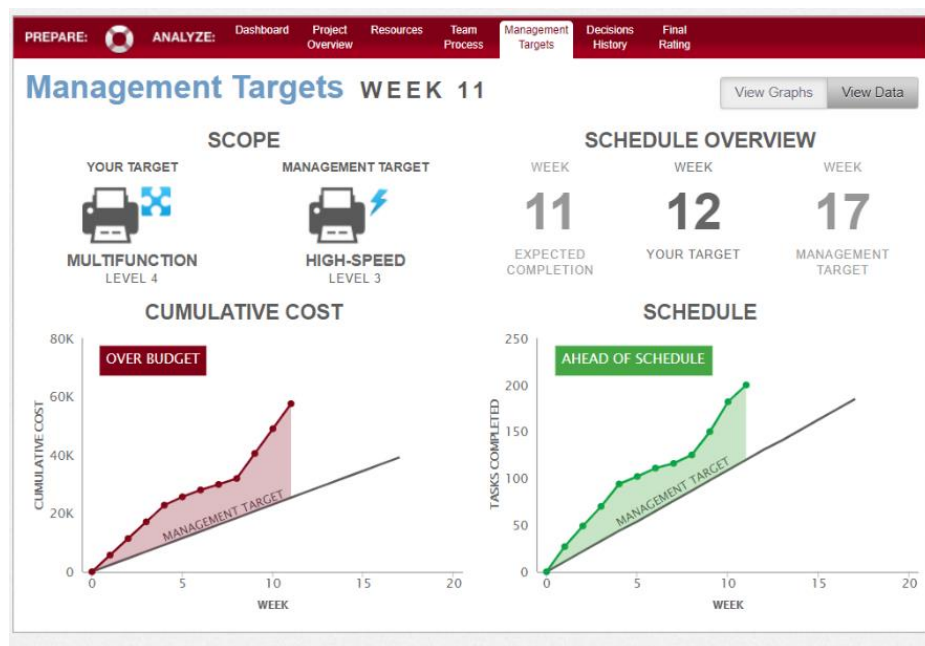 PREPARE: ANALYZE: Dashboard Project Overview Resources Team Process Management Targets Decisions History Final Rating
Management Targets WEEK 11
View Graphs View Data
SCOPE
YOUR TARGET MANAGEMENT TARGET
MULTIFUNCTION HIGH-SPEED
LEVEL 4 LEVEL 3
SCHEDULE OVERVIEW
WEEK WEEK WEEK
11 12 17
EXPECTED COMPLETION YOUR TARGET MANAGEMENT TARGET
CUMULATIVE COST
80K
60K
40K
20K
0
CUMULATIVE COST
OVER BUDGET
MANAGEMENT TARGET
0 5 10 15 20
WEEK
SCHEDULE
250
200
150
100
50
0
TASKS COMPLETED
AHEAD OF SCHEDULE
MANAGEMENT TARGET
0 5 10 15 20
WEEK